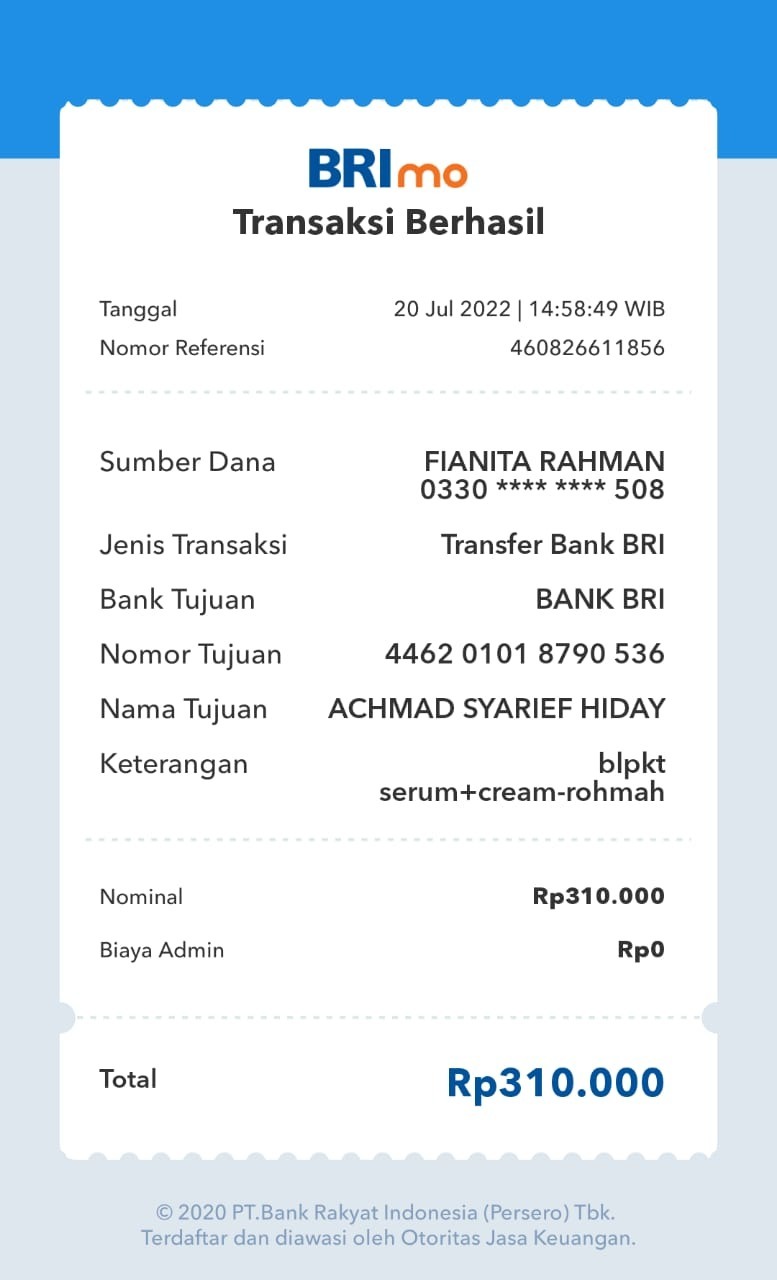 BRImo
Transaksi Berhasil
Tanggal 20 Jul 2022 | 14:58:49 WIB
Nomor Referensi 460826611856
Sumber Dana FIANITA RAHMAN
0330 **** **** 508
Jenis Transaksi Transfer Bank BRI
Bank Tujuan BANK BRI
Nomor Tujuan 4462 0101 8790 536
Nama Tujuan ACHMAD SYARIEF HIDAY
Keterangan blpkt
serum+cream-rohmah
Nominal Rp310.000
Biaya Admin Rp0
Total Rp310.000
© 2020 PT.Bank Rakyat Indonesia (Persero) Tbk.
Terdaftar dan diawasi oleh Otoritas Jasa Keuangan.